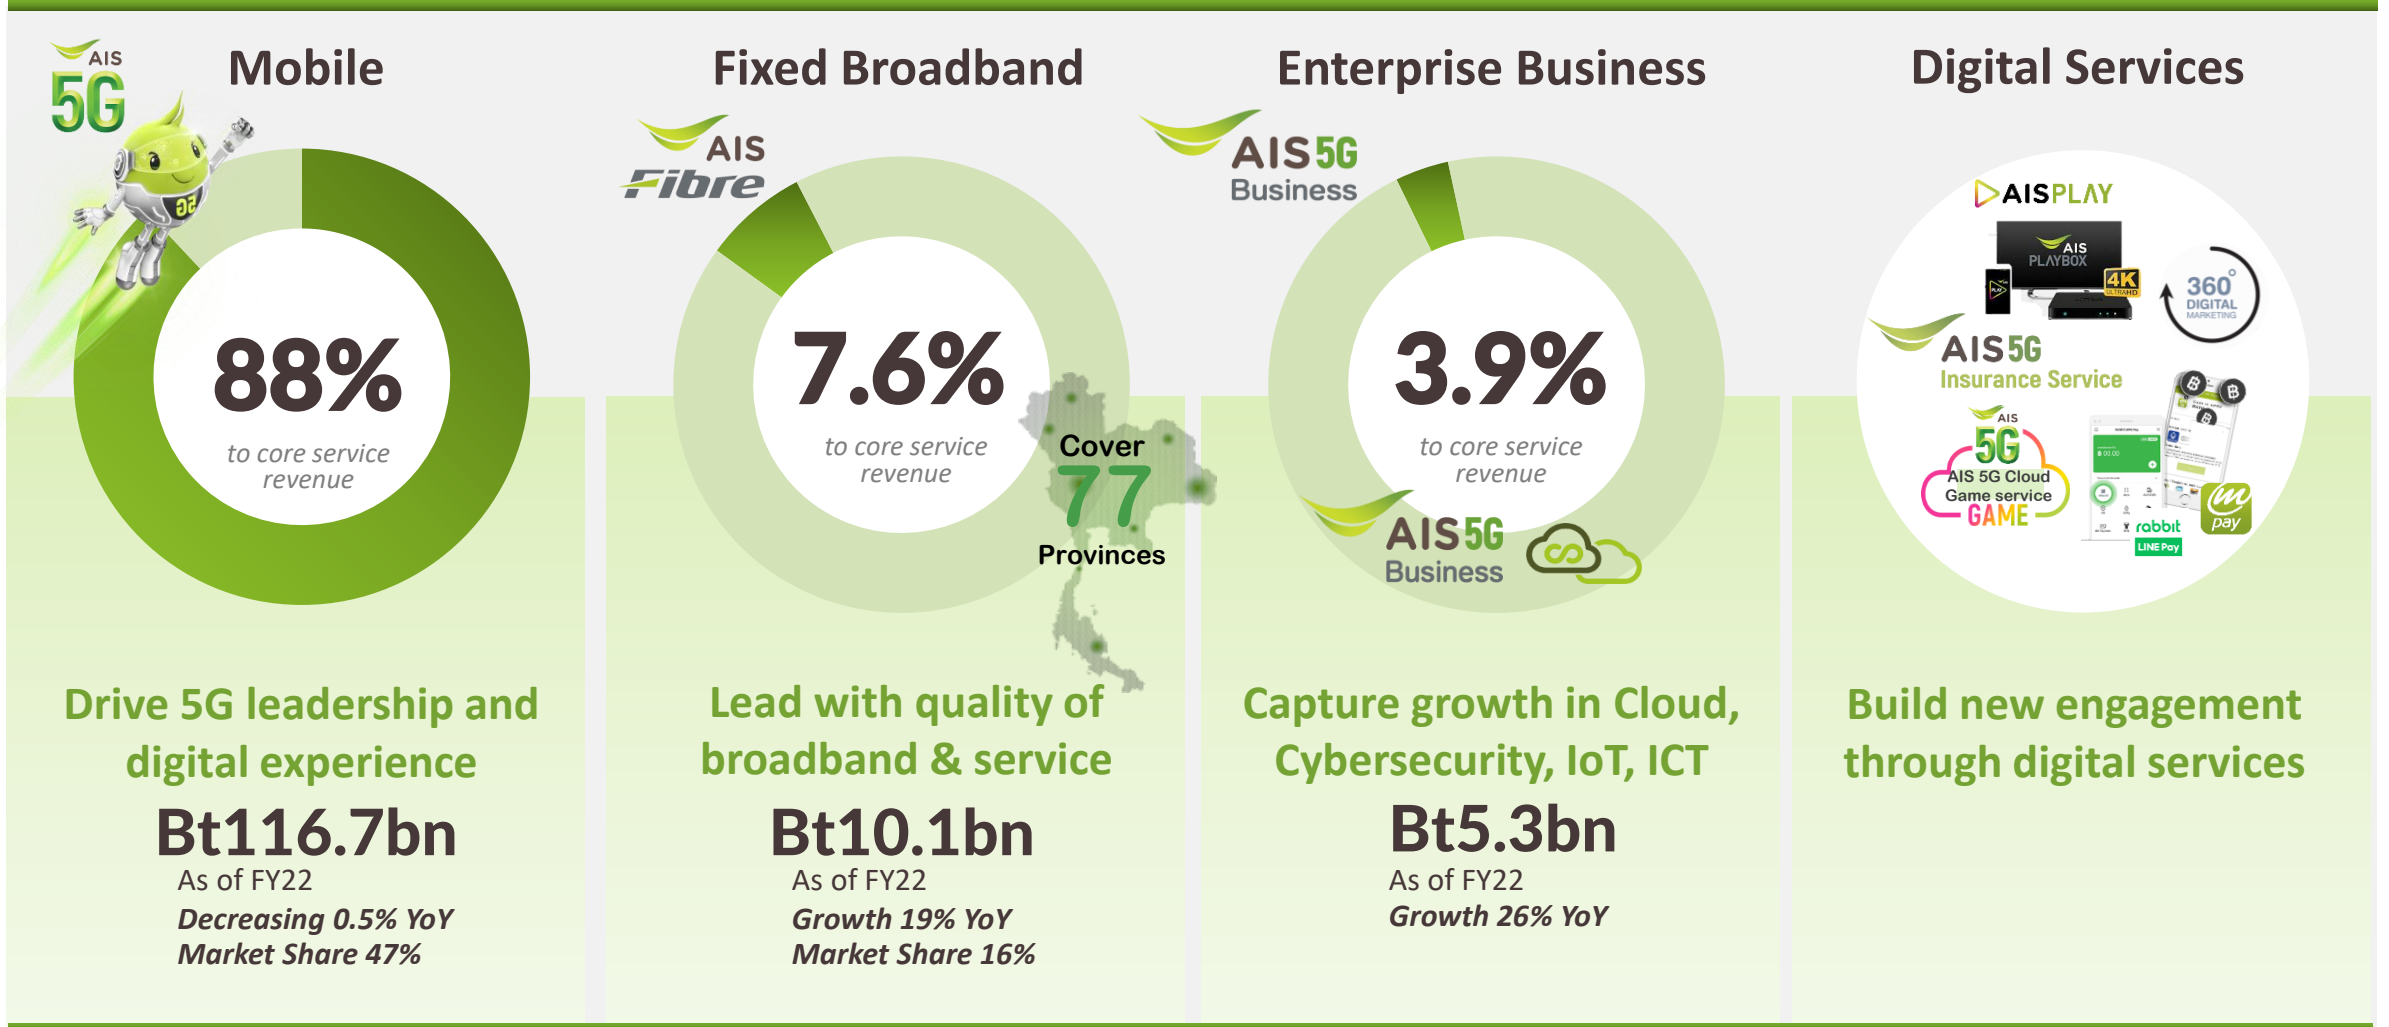 AIS
5G
Mobile
5G
88%
to core service
revenue
Drive 5G leadership and
digital experience
Bt116.7bn
As of FY22
Decreasing 0.5% YoY
Market Share 47%
Fixed Broadband
AIS
Fibre
7.6%
to core service
revenue
Cover
77
Provinces
Lead with quality of
broadband & service
Bt10.1bn
As of FY22
Growth 19% YoY
Market Share 16%
Enterprise Business
AIS 5G
Business
3.9%
to core service
revenue
AIS 5G
Business
Capture growth in Cloud,
Cybersecurity, IoT, ICT
Bt5.3bn
As of FY22
Growth 26% YoY
Digital Services
AISPLAY
AIS
PLAYBOX
4K
ULTRAHD
PLAY
360°
DIGITAL
MARKETING
AIS 5G
Insurance Service
AIS
5G
AIS 5G Cloud
Game service
GAME
฿ 00.00
rabbit
LINE Pay
m
pay
Build new engagement
through digital services